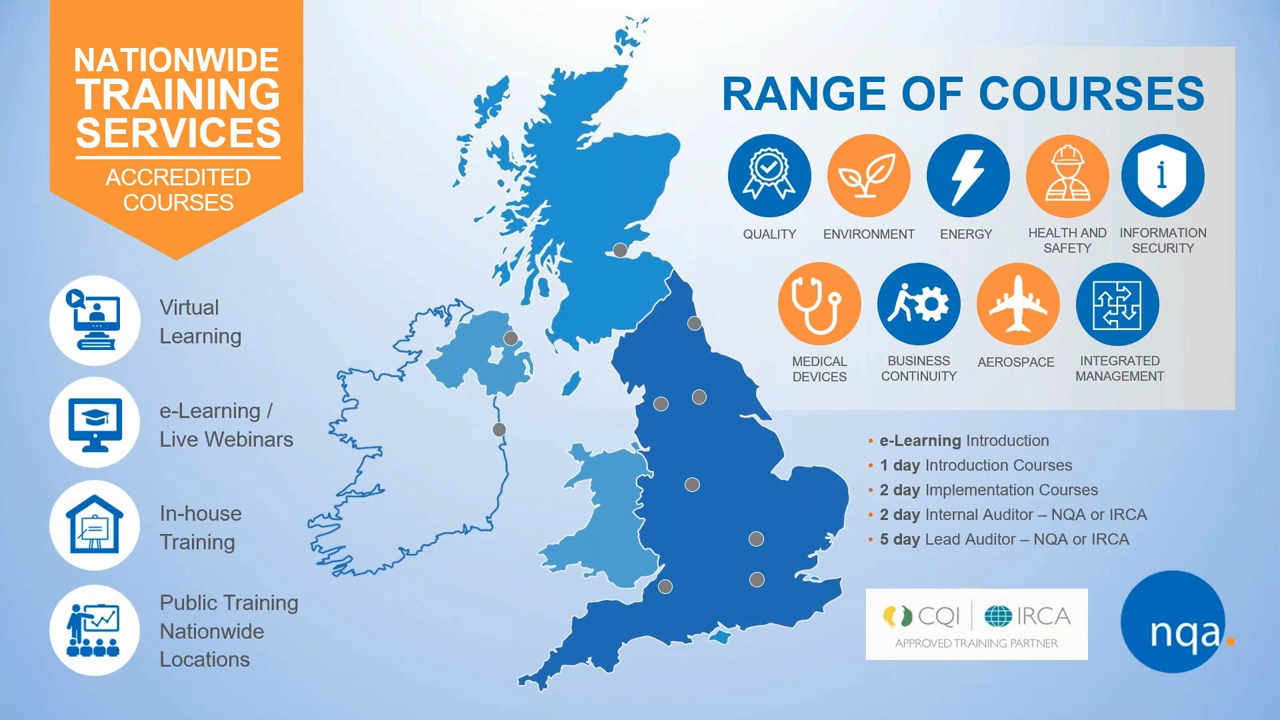 NATIONWIDE
TRAINING
SERVICES
ACCREDITED
COURSES
Virtual
Learning
e-Learning /
Live Webinars
In-house
Training
Public Training
Nationwide
Locations
RANGE OF COURSES
QUALITY
ENVIRONMENT
ENERGY
HEALTH AND
SAFETY
INFORMATION
SECURITY
MEDICAL
DEVICES
BUSINESS
CONTINUITY
AEROSPACE
INTEGRATED
MANAGEMENT
• e-Learning Introduction
• 1 day Introduction Courses
• 2 day Implementation Courses
• 2 day Internal Auditor – NQA or IRCA
• 5 day Lead Auditor – NQA or IRCA
CQI | IRCA
APPROVED TRAINING PARTNER
nqa.